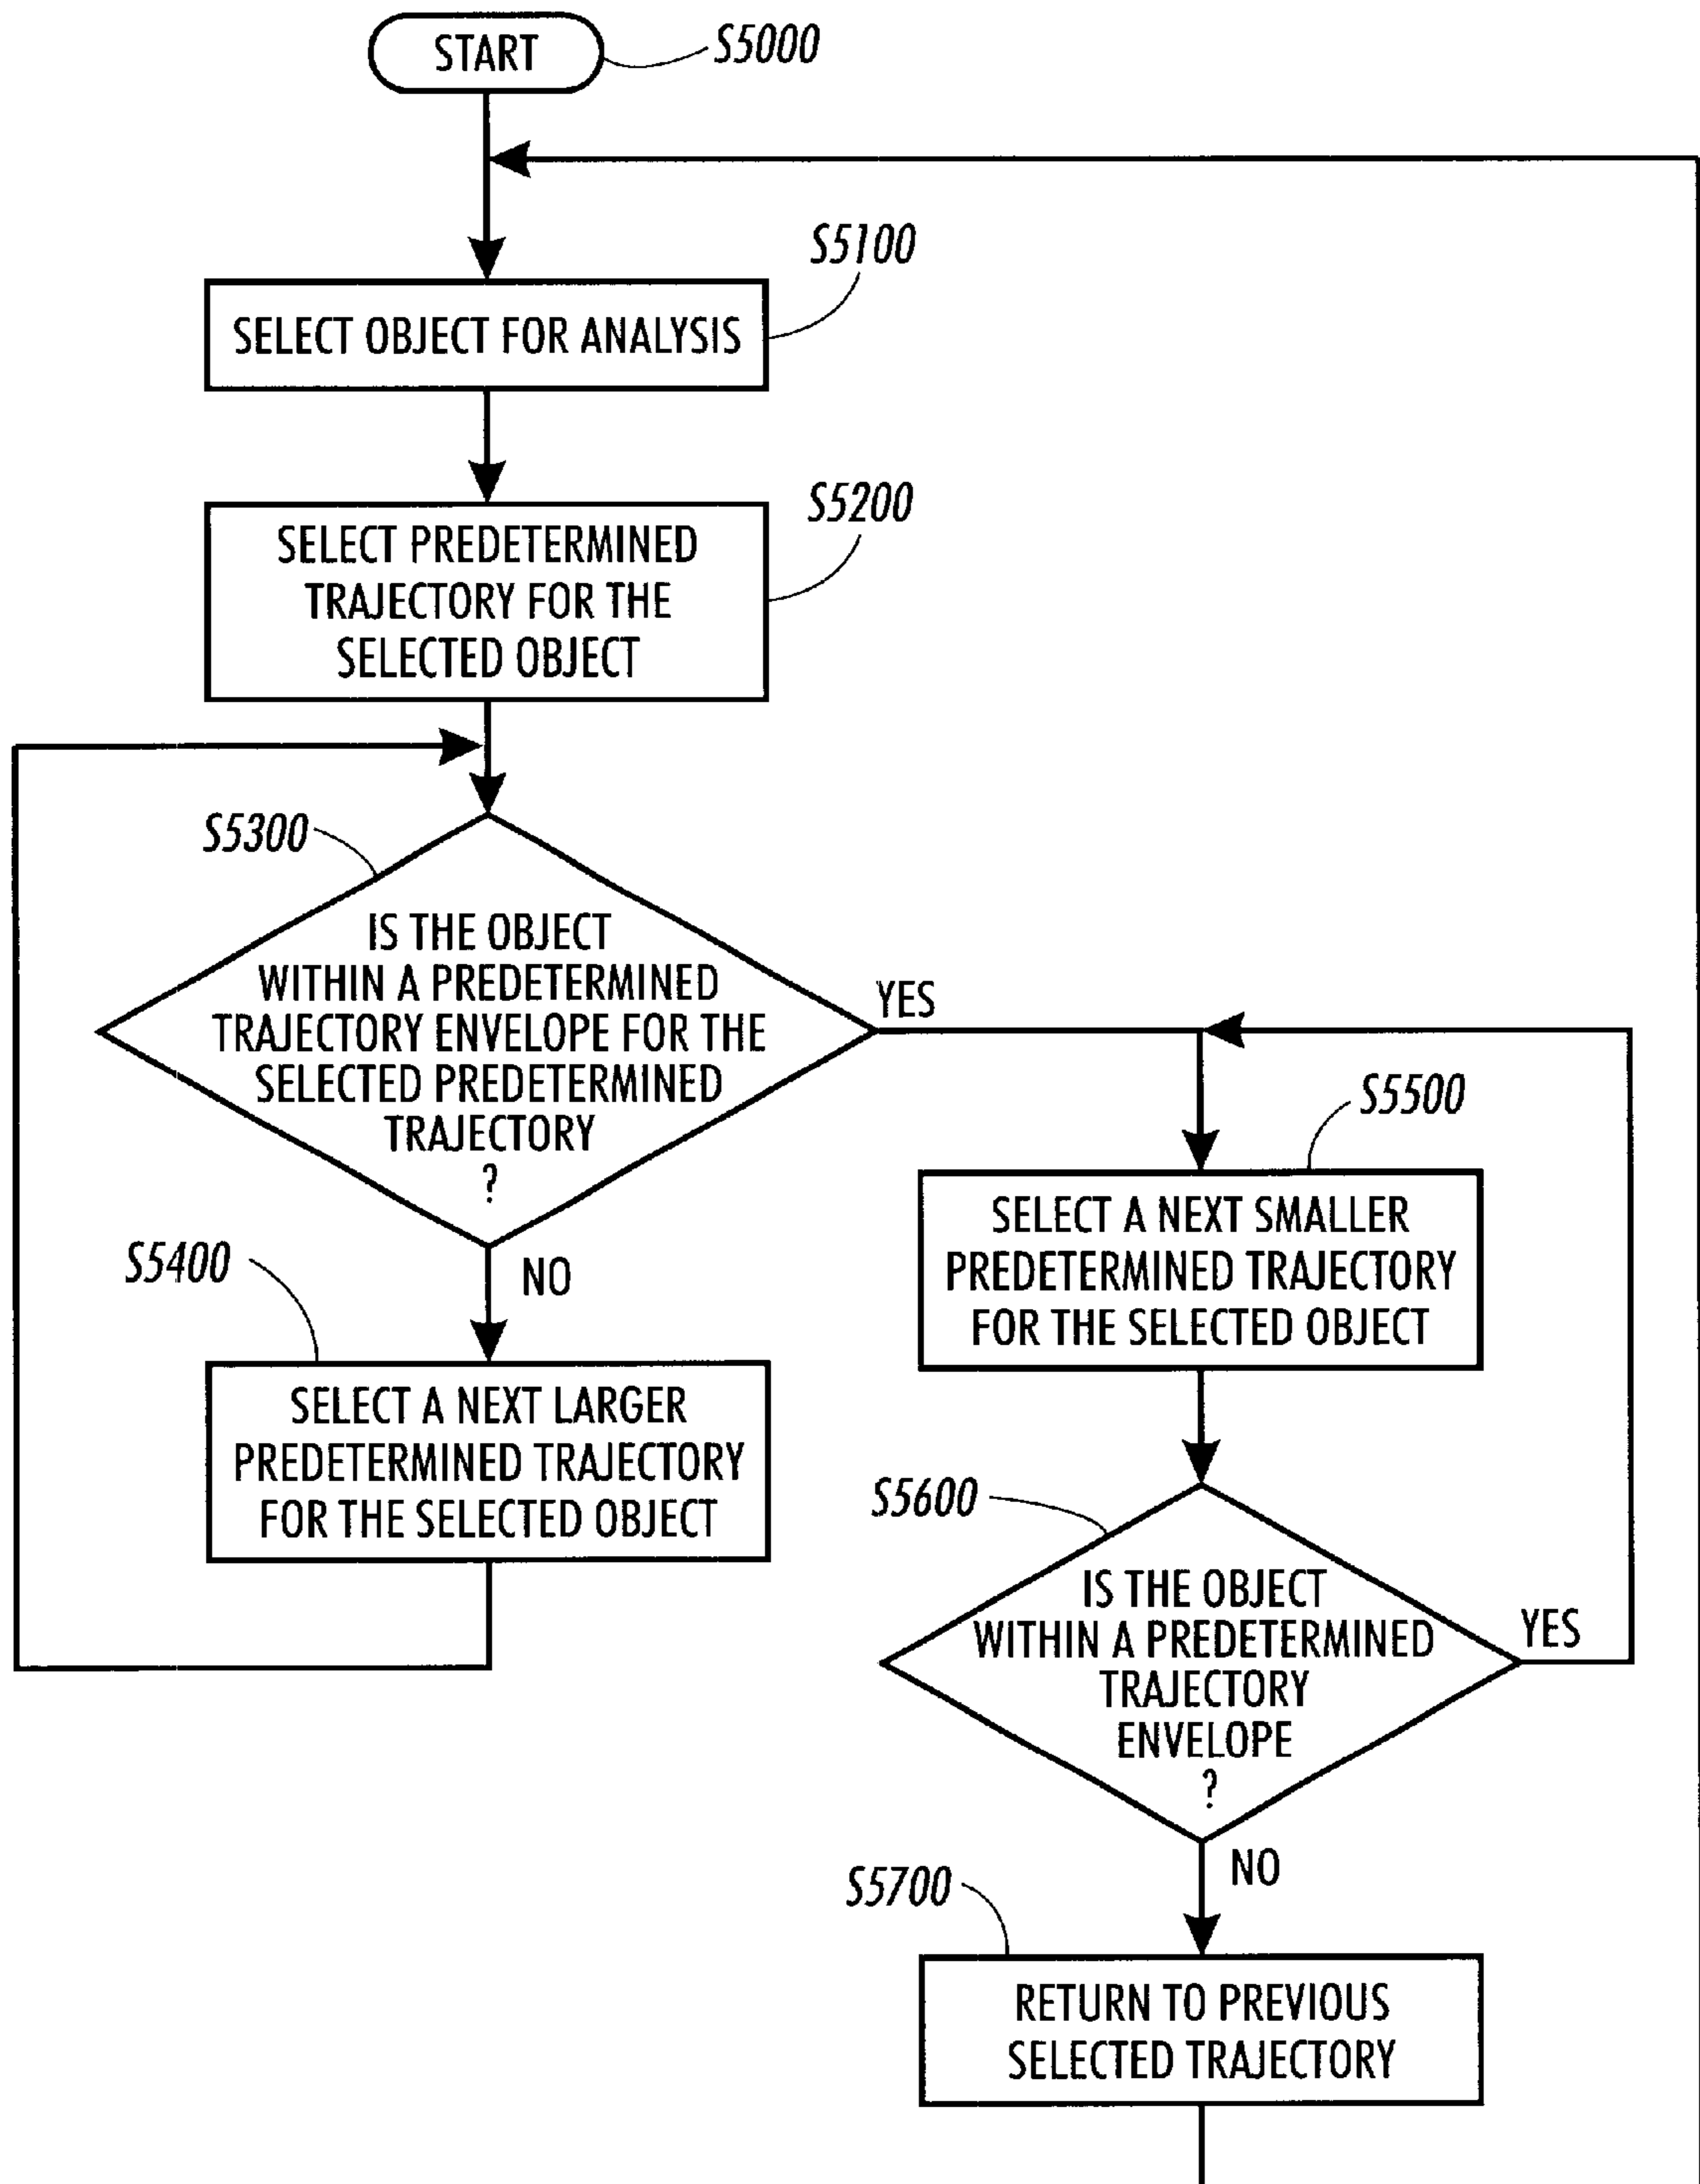 START
S5000
S5100
SELECT OBJECT FOR ANALYSIS
S5200
SELECT PREDETERMINED
TRAJECTORY FOR THE
SELECTED OBJECT
S5300
IS THE OBJECT
WITHIN A PREDETERMINED
TRAJECTORY ENVELOPE FOR THE
SELECTED PREDETERMINED
TRAJECTORY
?
YES
NO
S5400
SELECT A NEXT LARGER
PREDETERMINED TRAJECTORY
FOR THE SELECTED OBJECT
S5500
SELECT A NEXT SMALLER
PREDETERMINED TRAJECTORY
FOR THE SELECTED OBJECT
S5600
IS THE OBJECT
WITHIN A PREDETERMINED
TRAJECTORY
ENVELOPE
?
YES
NO
S5700
RETURN TO PREVIOUS
SELECTED TRAJECTORY